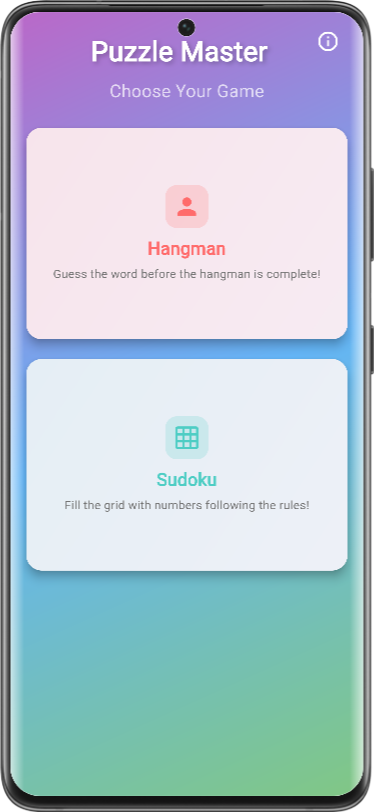 Puzzle Master
Choose Your Game
Hangman
Guess the word before the hangman is complete!
Sudoku
Fill the grid with numbers following the rules!